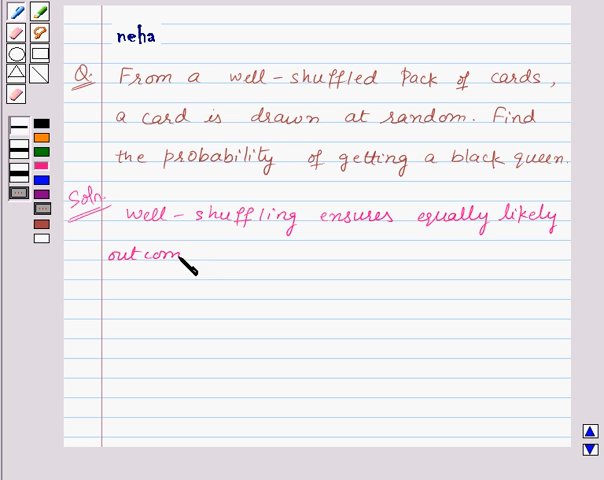 neha
Q. From a well-shuffled pack of cards,
a card is drawn at random. Find
the probability of getting a black queen.
Soln. Well-shuffling ensures equally likely
outcom